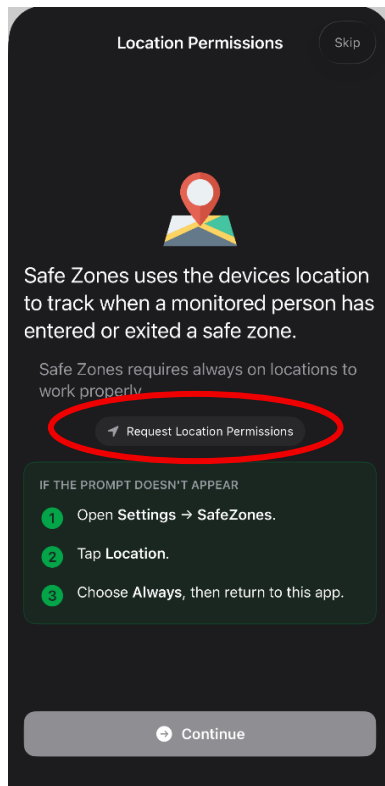 Location Permissions
Skip
Safe Zones uses the devices location
to track when a monitored person has
entered or exited a safe zone.
Safe Zones requires always on locations to
work properly
Request Location Permissions
IF THE PROMPT DOESN'T APPEAR
1 Open Settings → SafeZones.
2 Tap Location.
3 Choose Always, then return to this app.
Continue